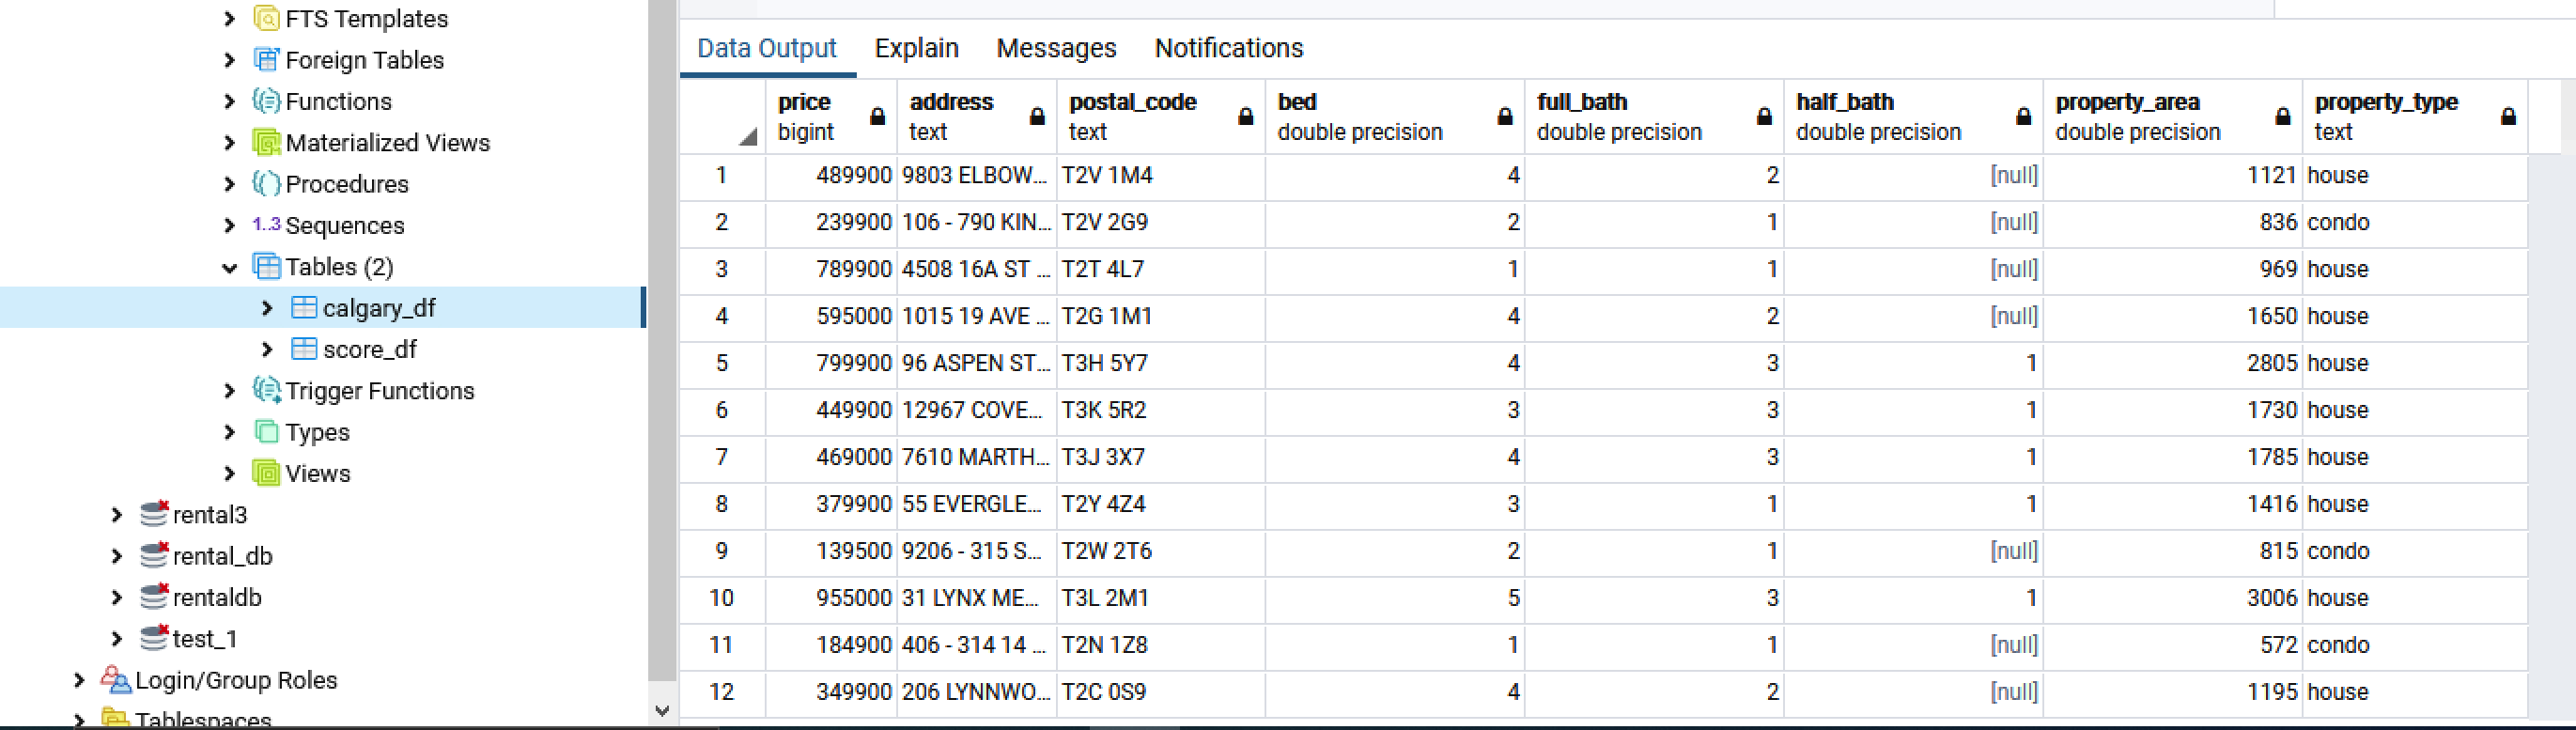 FTS Templates
Foreign Tables
Functions
Materialized Views
Procedures
1..3 Sequences
Tables (2)
calgary_df
score_df
Trigger Functions
Types
Views
rental3
rental_db
rentaldb
test_1
Login/Group Roles
Tablespaces
Data Output Explain Messages Notifications
price address postal_code bed full_bath half_bath property_area property_type
bigint text text double precision double precision double precision double precision text
1 489900 9803 ELBOW... T2V 1M4 4 2 [null] 1121 house
2 239900 106 - 790 KIN... T2V 2G9 2 1 [null] 836 condo
3 789900 4508 16A ST ... T2T 4L7 1 1 [null] 969 house
4 595000 1015 19 AVE ... T2G 1M1 4 2 [null] 1650 house
5 799900 96 ASPEN ST... T3H 5Y7 4 3 1 2805 house
6 449900 12967 COVE... T3K 5R2 3 3 1 1730 house
7 469000 7610 MARTH... T3J 3X7 4 3 1 1785 house
8 379900 55 EVERGLE... T2Y 4Z4 3 1 1 1416 house
9 139500 9206 - 315 S... T2W 2T6 2 1 [null] 815 condo
10 955000 31 LYNX ME... T3L 2M1 5 3 1 3006 house
11 184900 406 - 314 14 ... T2N 1Z8 1 1 [null] 572 condo
12 349900 206 LYNNWO... T2C 0S9 4 2 [null] 1195 house